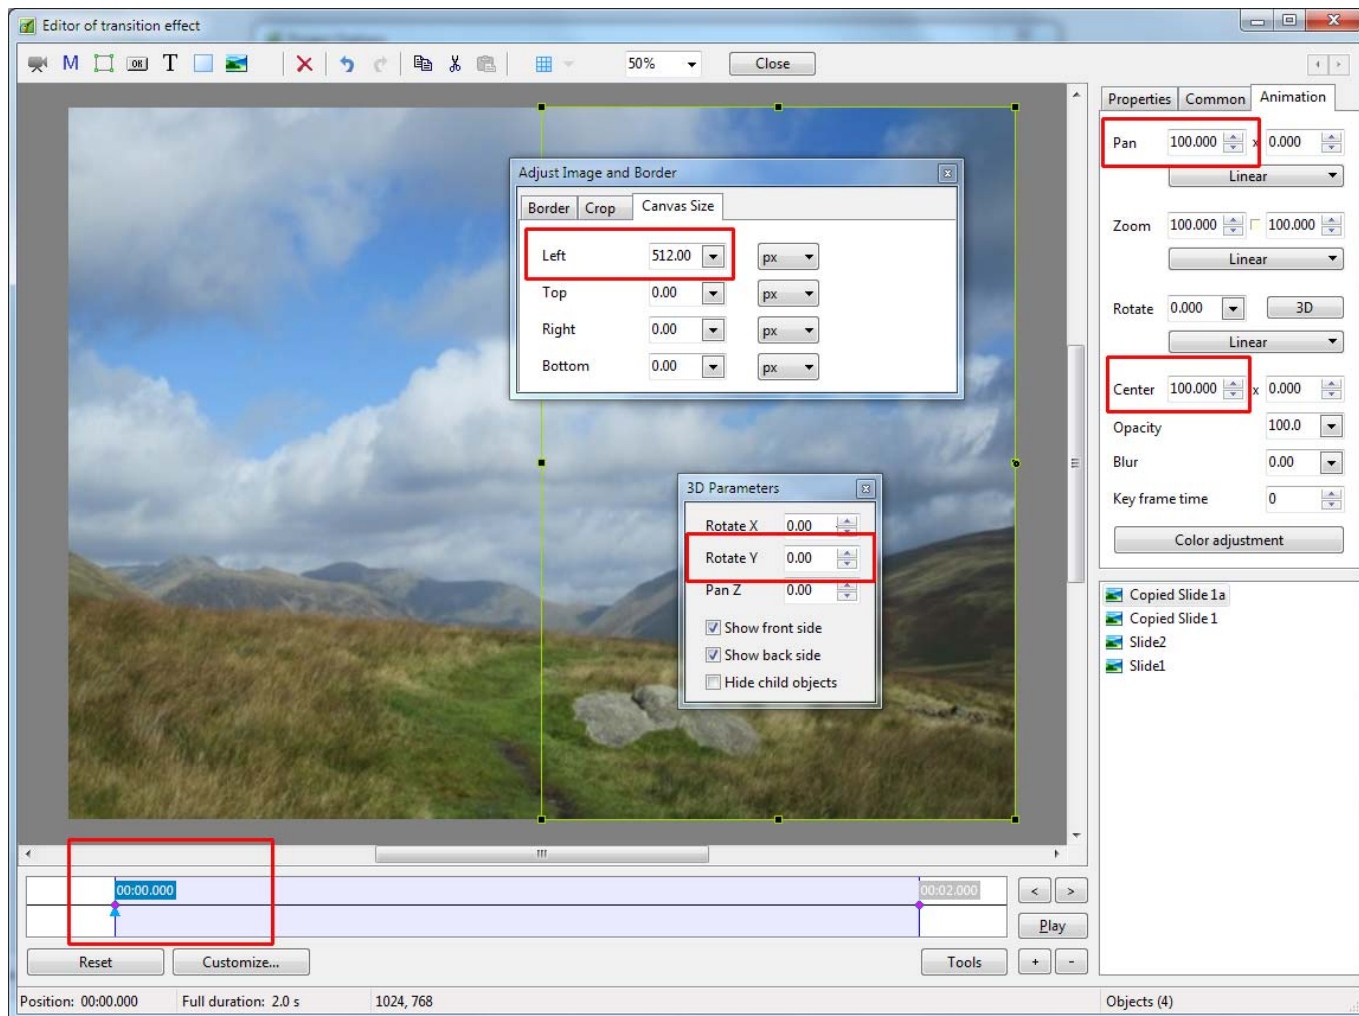 Editor of transition effect
M OK T 50% Close
Properties Common Animation
Pan 100.000 x 0.000
Linear
Zoom 100.000 100.000
Linear
Rotate 0.000 3D
Linear
Center 100.000 x 0.000
Opacity 100.0
Blur 0.00
Key frame time 0
Color adjustment
Adjust Image and Border
Border Crop Canvas Size
Left 512.00 px
Top 0.00 px
Right 0.00 px
Bottom 0.00 px
3D Parameters
Rotate X 0.00
Rotate Y 0.00
Pan Z 0.00
Show front side
Show back side
Hide child objects
Copied Slide 1a
Copied Slide 1
Slide2
Slide1
00:00.000 00:02.000
< >
Play
Reset Customize... Tools + -
Position: 00:00.000 Full duration: 2.0 s 1024, 768 Objects (4)